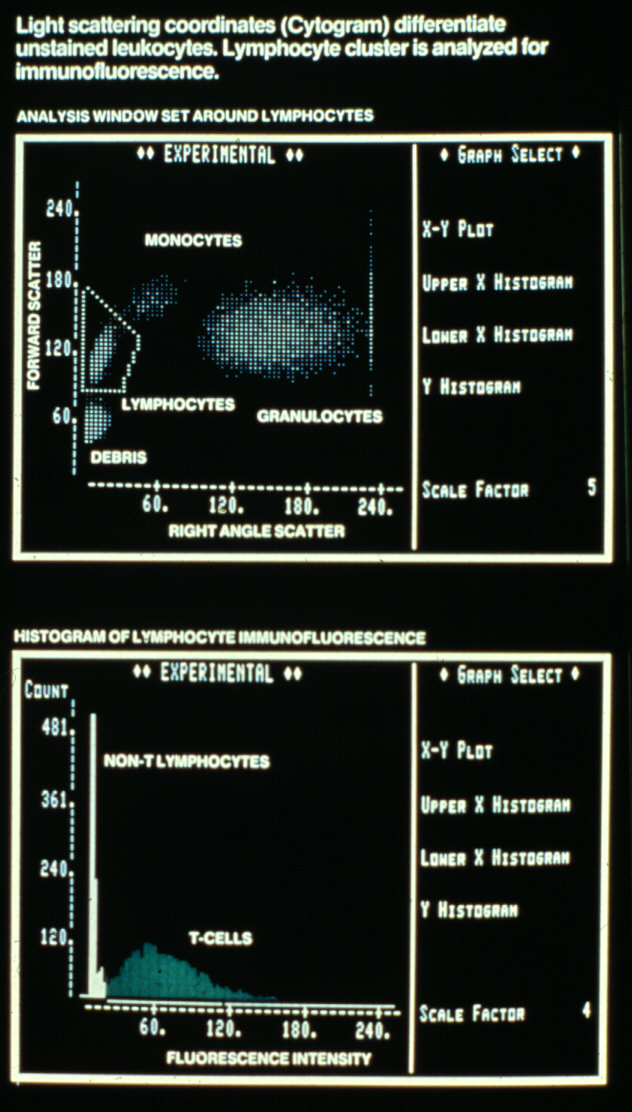 Light scattering coordinates (Cytogram) differentiate
unstained leukocytes. Lymphocyte cluster is analyzed for
immunofluorescence.
ANALYSIS WINDOW SET AROUND LYMPHOCYTES
♦♦ EXPERIMENTAL ♦♦
♦ GRAPH SELECT ♦
240.
X-Y PLOT
MONOCYTES
180.
UPPER X HISTOGRAM
FORWARD SCATTER
120.
LOWER X HISTOGRAM
Y HISTOGRAM
LYMPHOCYTES
60.
GRANULOCYTES
DEBRIS
SCALE FACTOR 5
60. 120. 180. 240.
RIGHT ANGLE SCATTER
HISTOGRAM OF LYMPHOCYTE IMMUNOFLUORESCENCE
♦♦ EXPERIMENTAL ♦♦
♦ GRAPH SELECT ♦
COUNT
481.
X-Y PLOT
NON-T LYMPHOCYTES
361.
UPPER X HISTOGRAM
LOWER X HISTOGRAM
240.
Y HISTOGRAM
120.
T-CELLS
SCALE FACTOR 4
60. 120. 180. 240.
FLUORESCENCE INTENSITY